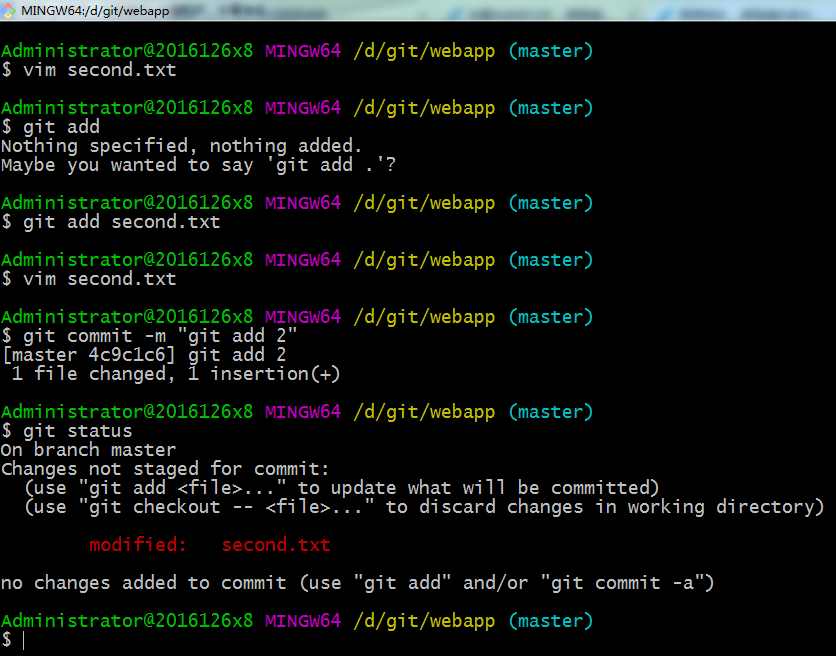 MINGW64:/d/git/webapp
Administrator@2016126x8 MINGW64 /d/git/webapp (master)
$ vim second.txt
Administrator@2016126x8 MINGW64 /d/git/webapp (master)
$ git add
Nothing specified, nothing added.
Maybe you wanted to say 'git add .'?
Administrator@2016126x8 MINGW64 /d/git/webapp (master)
$ git add second.txt
Administrator@2016126x8 MINGW64 /d/git/webapp (master)
$ vim second.txt
Administrator@2016126x8 MINGW64 /d/git/webapp (master)
$ git commit -m "git add 2"
[master 4c9c1c6] git add 2
 1 file changed, 1 insertion(+)
Administrator@2016126x8 MINGW64 /d/git/webapp (master)
$ git status
On branch master
Changes not staged for commit:
  (use "git add <file>..." to update what will be committed)
  (use "git checkout -- <file>..." to discard changes in working directory)
        modified:   second.txt
no changes added to commit (use "git add" and/or "git commit -a")
Administrator@2016126x8 MINGW64 /d/git/webapp (master)
$